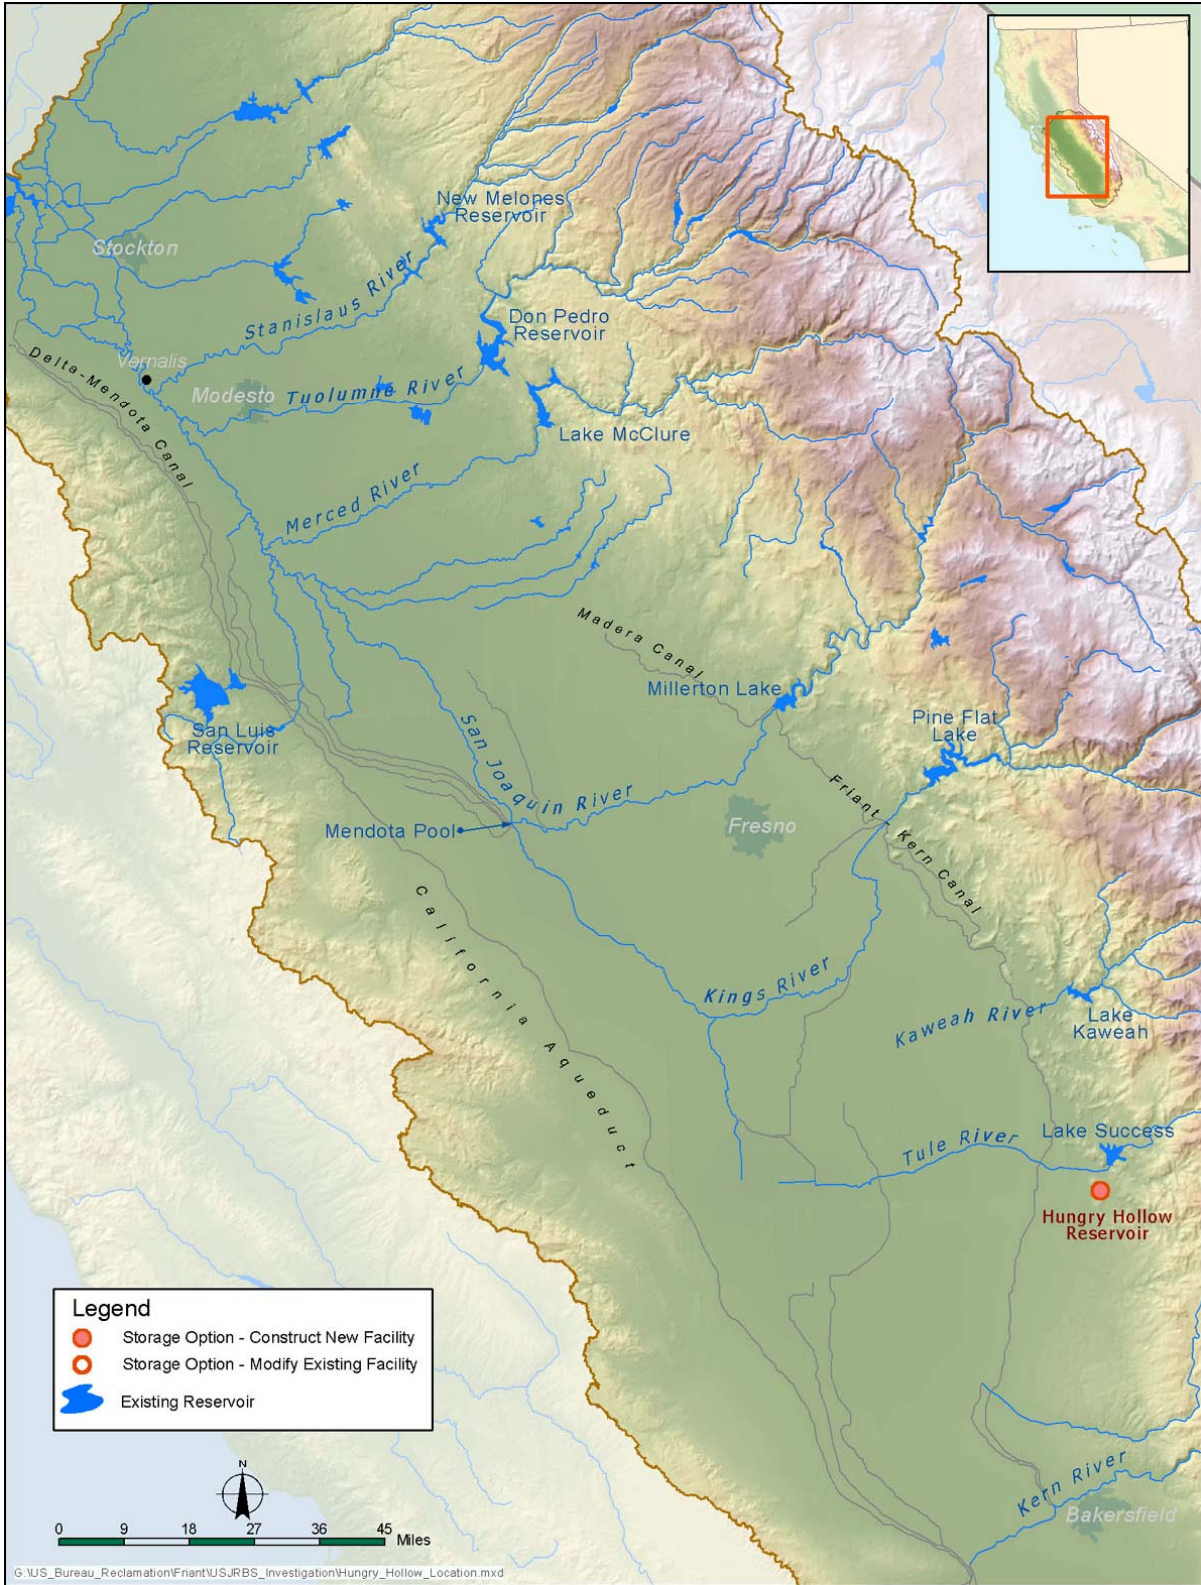 New Melones
Reservoir
Stockton
Stanislaus River
Don Pedro
Reservoir
Vernalis
Delta-Mendota Canal
Modesto
Tuolumne River
Lake McClure
Merced River
Madera Canal
Millerton Lake
San Luis
Reservoir
San Joaquin River
Pine Flat
Lake
Mendota Pool
Fresno
Friant - Kern Canal
California Aqueduct
Kings River
Kaweah River
Lake
Kaweah
Tule River
Lake Success
Hungry Hollow
Reservoir
Legend
Storage Option - Construct New Facility
Storage Option - Modify Existing Facility
Existing Reservoir
N
0 9 18 27 36 45
Miles
Kern River
Bakersfield
G:\US_Bureau_Reclamation\Friant\USJRBS_Investigation\Hungry_Hollow_Location.mxd